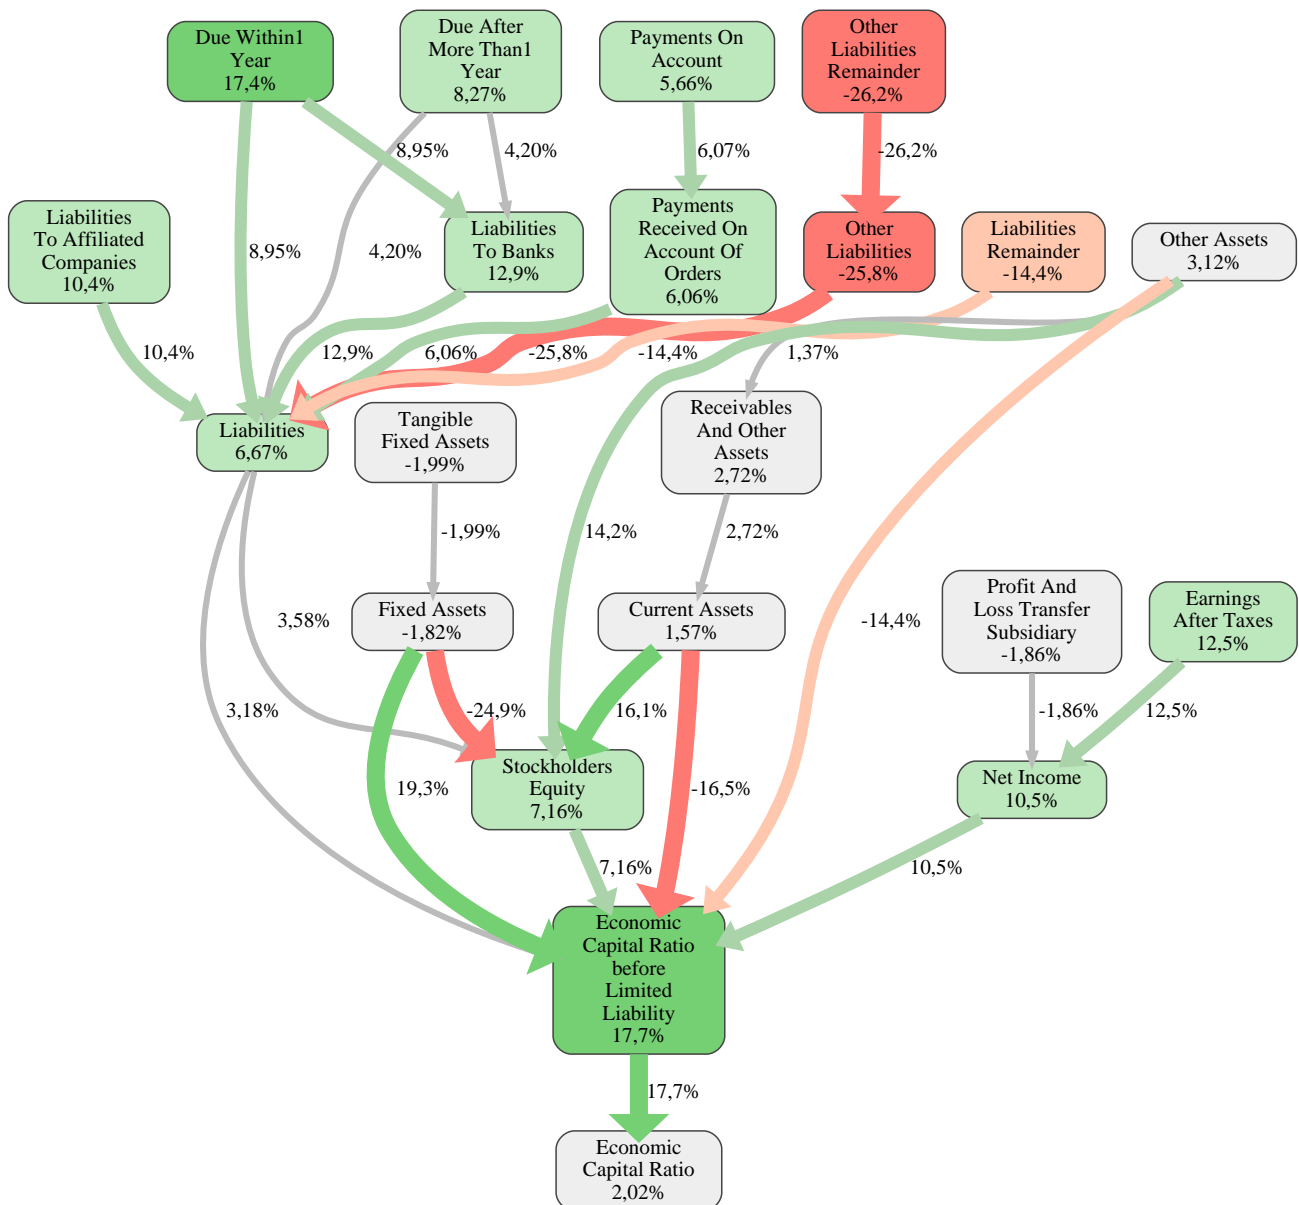 Due Within1
Year
17,4%
Due After
More Than1
Year
8,27%
Payments On
Account
5,66%
Other
Liabilities
Remainder
-26,2%
8,95%
4,20%
6,07%
-26,2%
Liabilities
To Affiliated
Companies
10,4%
8,95%
4,20%
Liabilities
To Banks
12,9%
Payments
Received On
Account Of
Orders
6,06%
Other
Liabilities
-25,8%
Liabilities
Remainder
-14,4%
Other Assets
3,12%
10,4%
12,9%
6,06%
-25,8%
-14,4%
1,37%
Liabilities
6,67%
Tangible
Fixed Assets
-1,99%
Receivables
And Other
Assets
2,72%
-1,99%
14,2%
2,72%
Fixed Assets
-1,82%
Current Assets
1,57%
3,58%
-14,4%
Profit And
Loss Transfer
Subsidiary
-1,86%
Earnings
After Taxes
12,5%
3,18%
-24,9%
16,1%
-1,86%
12,5%
19,3%
Stockholders
Equity
7,16%
-16,5%
Net Income
10,5%
7,16%
10,5%
Economic
Capital Ratio
before
Limited
Liability
17,7%
17,7%
Economic
Capital Ratio
2,02%